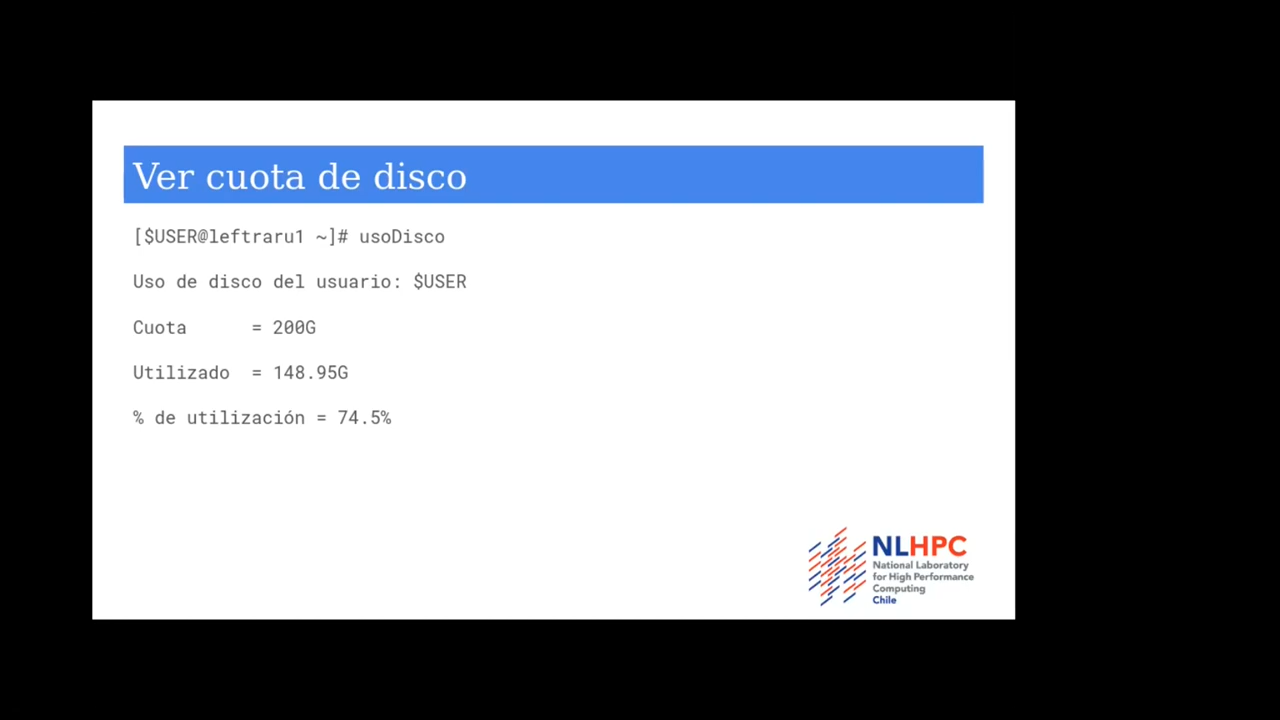 Ver cuota de disco
[$USER@leftraru1 ~]# usoDisco
Uso de disco del usuario: $USER
Cuota      = 200G
Utilizado  = 148.95G
% de utilización = 74.5%
NLHPC
National Laboratory
for High Performance
Computing
Chile